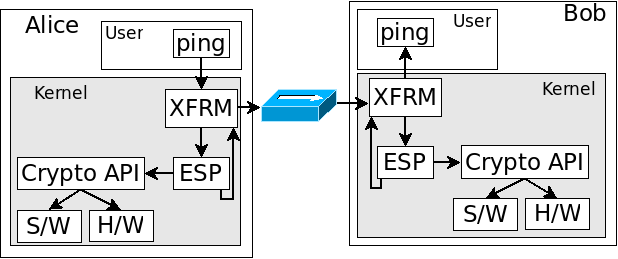 Alice
User
ping
Kernel
XFRM
Crypto API
ESP
S/W
H/W
Bob
User
ping
Kernel
XFRM
ESP
Crypto API
S/W
H/W